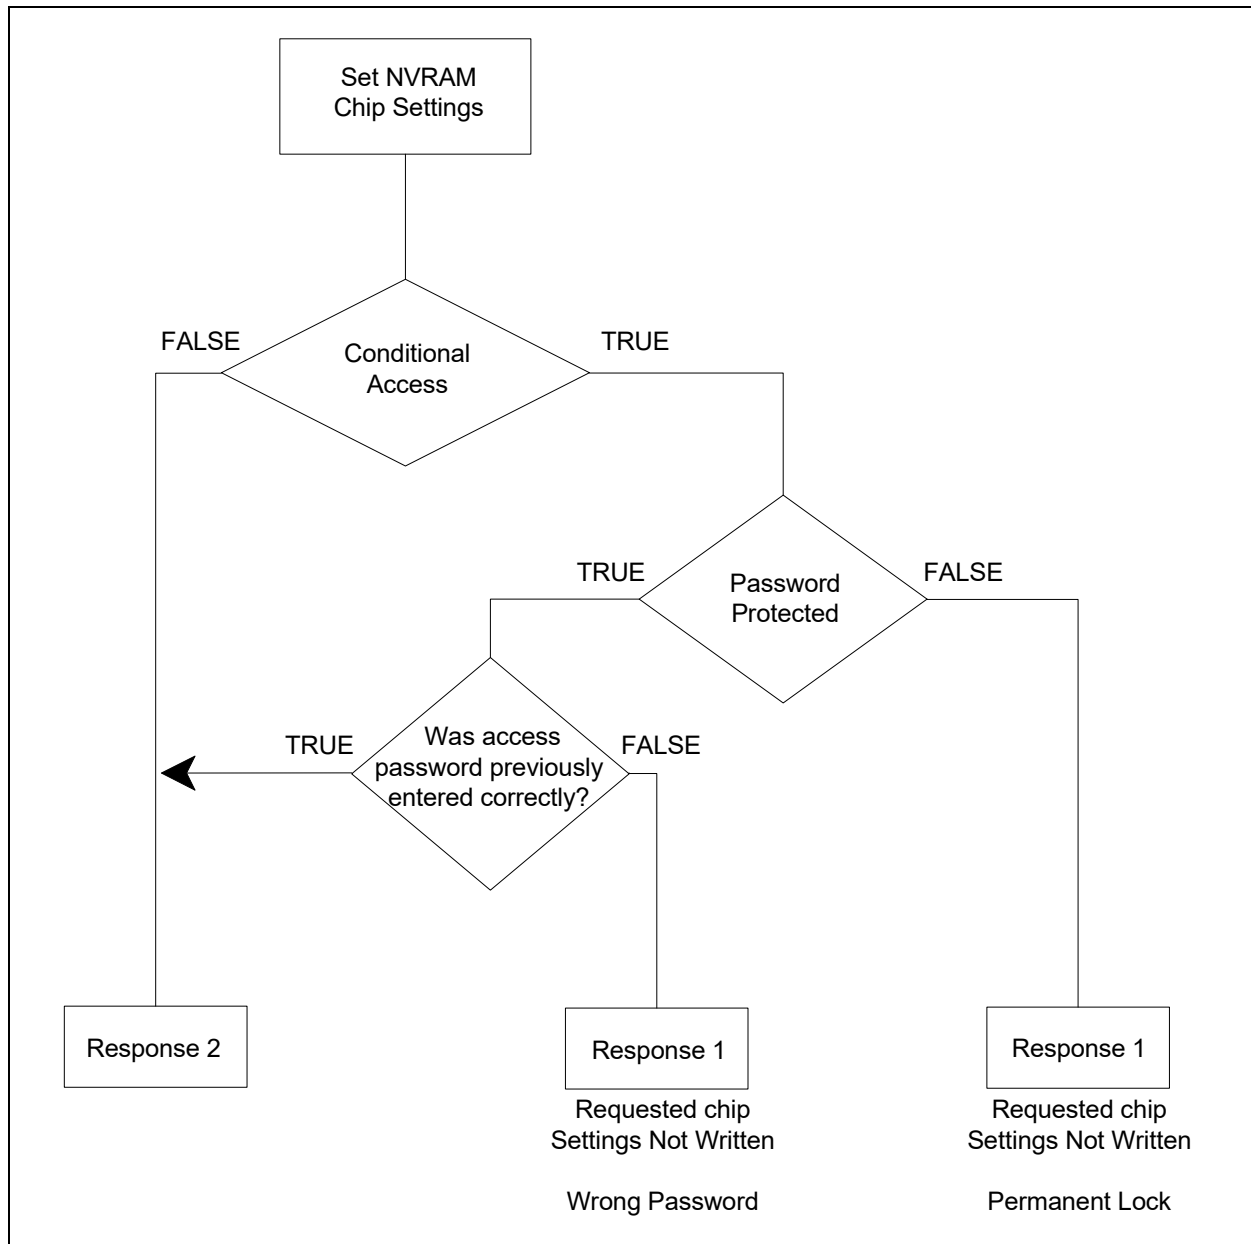 Set NVRAM
Chip Settings
FALSE
TRUE
Conditional
Access
TRUE
FALSE
Password
Protected
TRUE
FALSE
Was access
password previously
entered correctly?
Response 2
Response 1
Response 1
Requested chip
Settings Not Written
Wrong Password
Requested chip
Settings Not Written
Permanent Lock